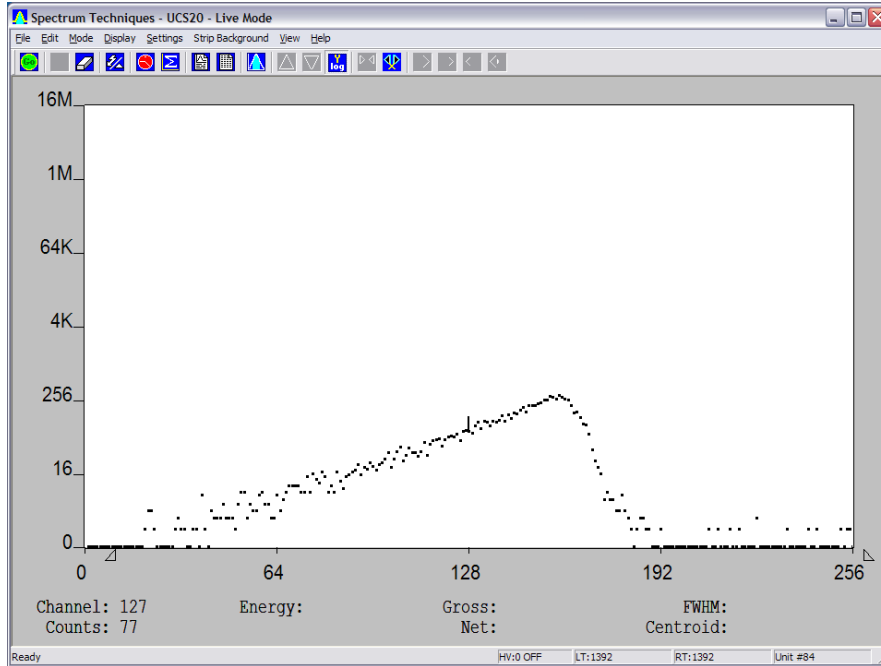 Spectrum Techniques - UCS20 - Live Mode
File Edit Mode Display Settings Strip Background View Help
Go Y log
16M
1M
64K
4K
256
16
0
0 64 128 192 256
Channel: 127 Energy: Gross: FWHM:
Counts: 77 Net: Centroid:
Ready HV:0 OFF LT:1392 RT:1392 Unit #84